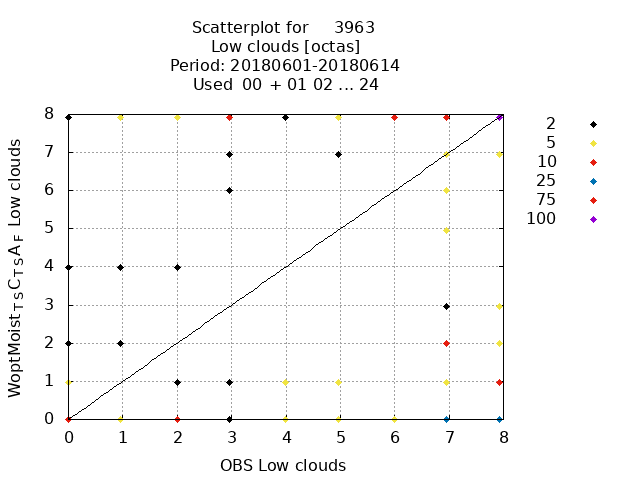 Scatterplot for 3963
Low clouds [octas]
Period: 20180601-20180614
Used 00 + 01 02 ... 24
8
7
6
5
4
3
2
1
0
WoptMoist T S C T S A F Low clouds
0 1 2 3 4 5 6 7 8
OBS Low clouds
2
5
10
25
75
100